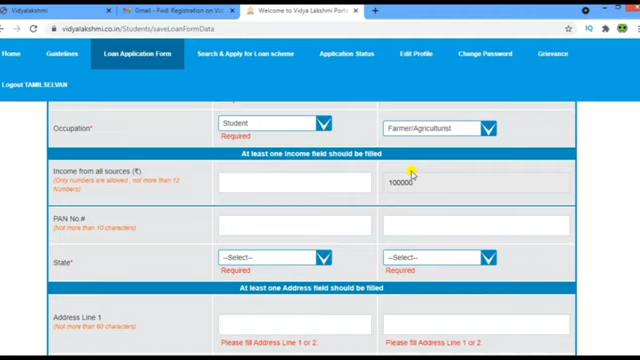 Vidyalakshmi
Gmail - Fwd: Registration on Vid
Welcome to Vidya Lakshmi Porta
vidyalakshmi.co.in/Students/saveLoanFormData
Home
Guidelines
Loan Application Form
Search & Apply for Loan scheme
Application Status
Edit Profile
Change Password
Grievance
Logout TAMILSELVAN
Occupation*
Student
Farmer/Agriculturist
Required
At least one Income field should be filled
Income from all sources (₹)
(Only numbers are allowed , not more than 12
Numbers)
100000
PAN No.#
(Not more than 10 characters)
State*
--Select--
--Select--
Required
Required
At least one Address field should be filled
Address Line 1
(Not more than 60 characters)
Please fill Address Line 1 or 2.
Please fill Address Line 1 or 2.